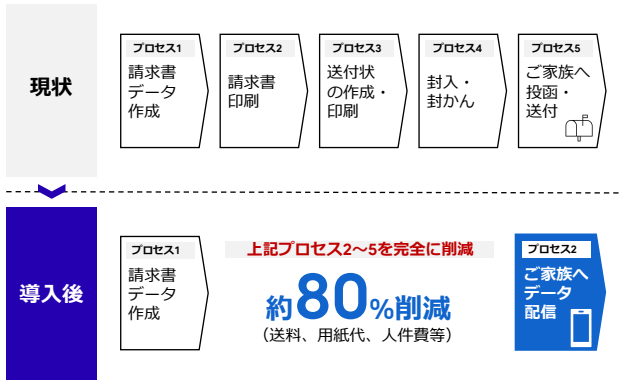 現状
プロセス1
請求書
データ
作成
プロセス2
請求書
印刷
プロセス3
送付状
の作成・
印刷
プロセス4
封入・
封かん
プロセス5
ご家族へ
投函・
送付
導入後
プロセス1
請求書
データ
作成
上記プロセス2〜5を完全に削減
約80%削減
（送料、用紙代、人件費等）
プロセス2
ご家族へ
データ
配信